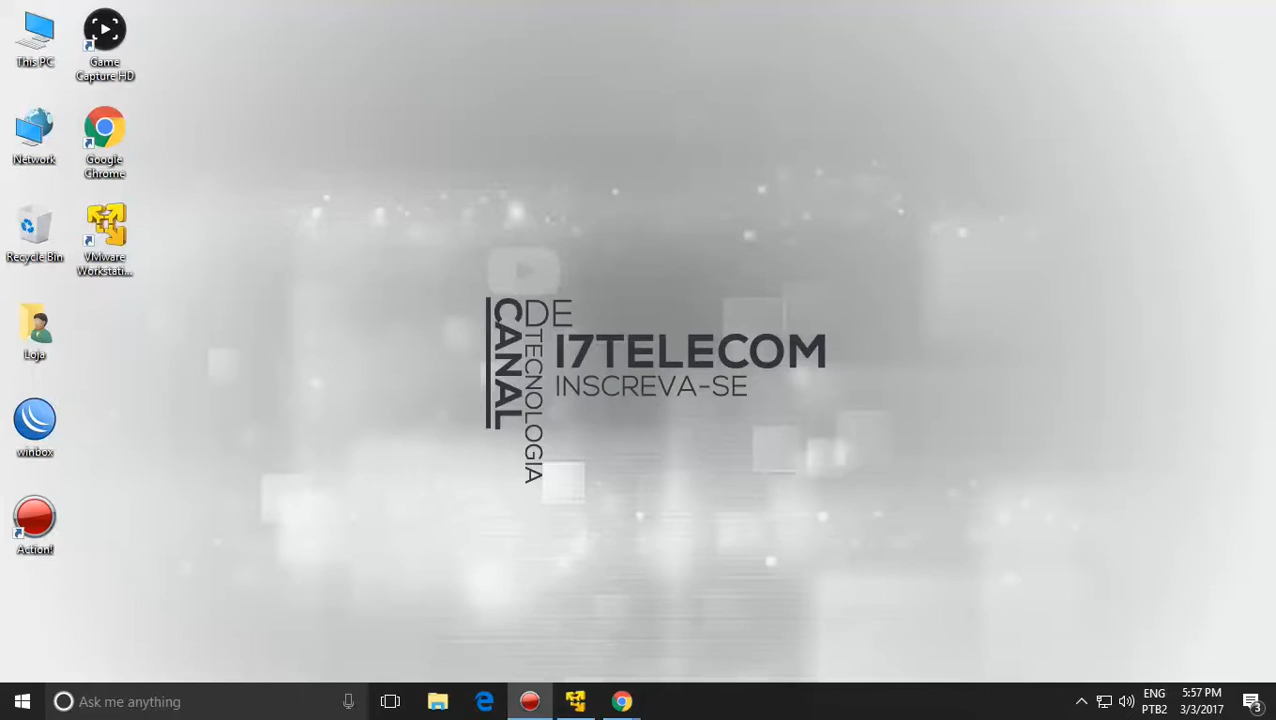 This PC
Game
Capture HD
Network
Google
Chrome
Recycle Bin
VMware
Workstati...
Loja
winbox
Action!
CANAL
DE
TECNOLOGIA
I7TELECOM
INSCREVA-SE
Ask me anything
ENG
PTB2
5:57 PM
3/3/2017
3